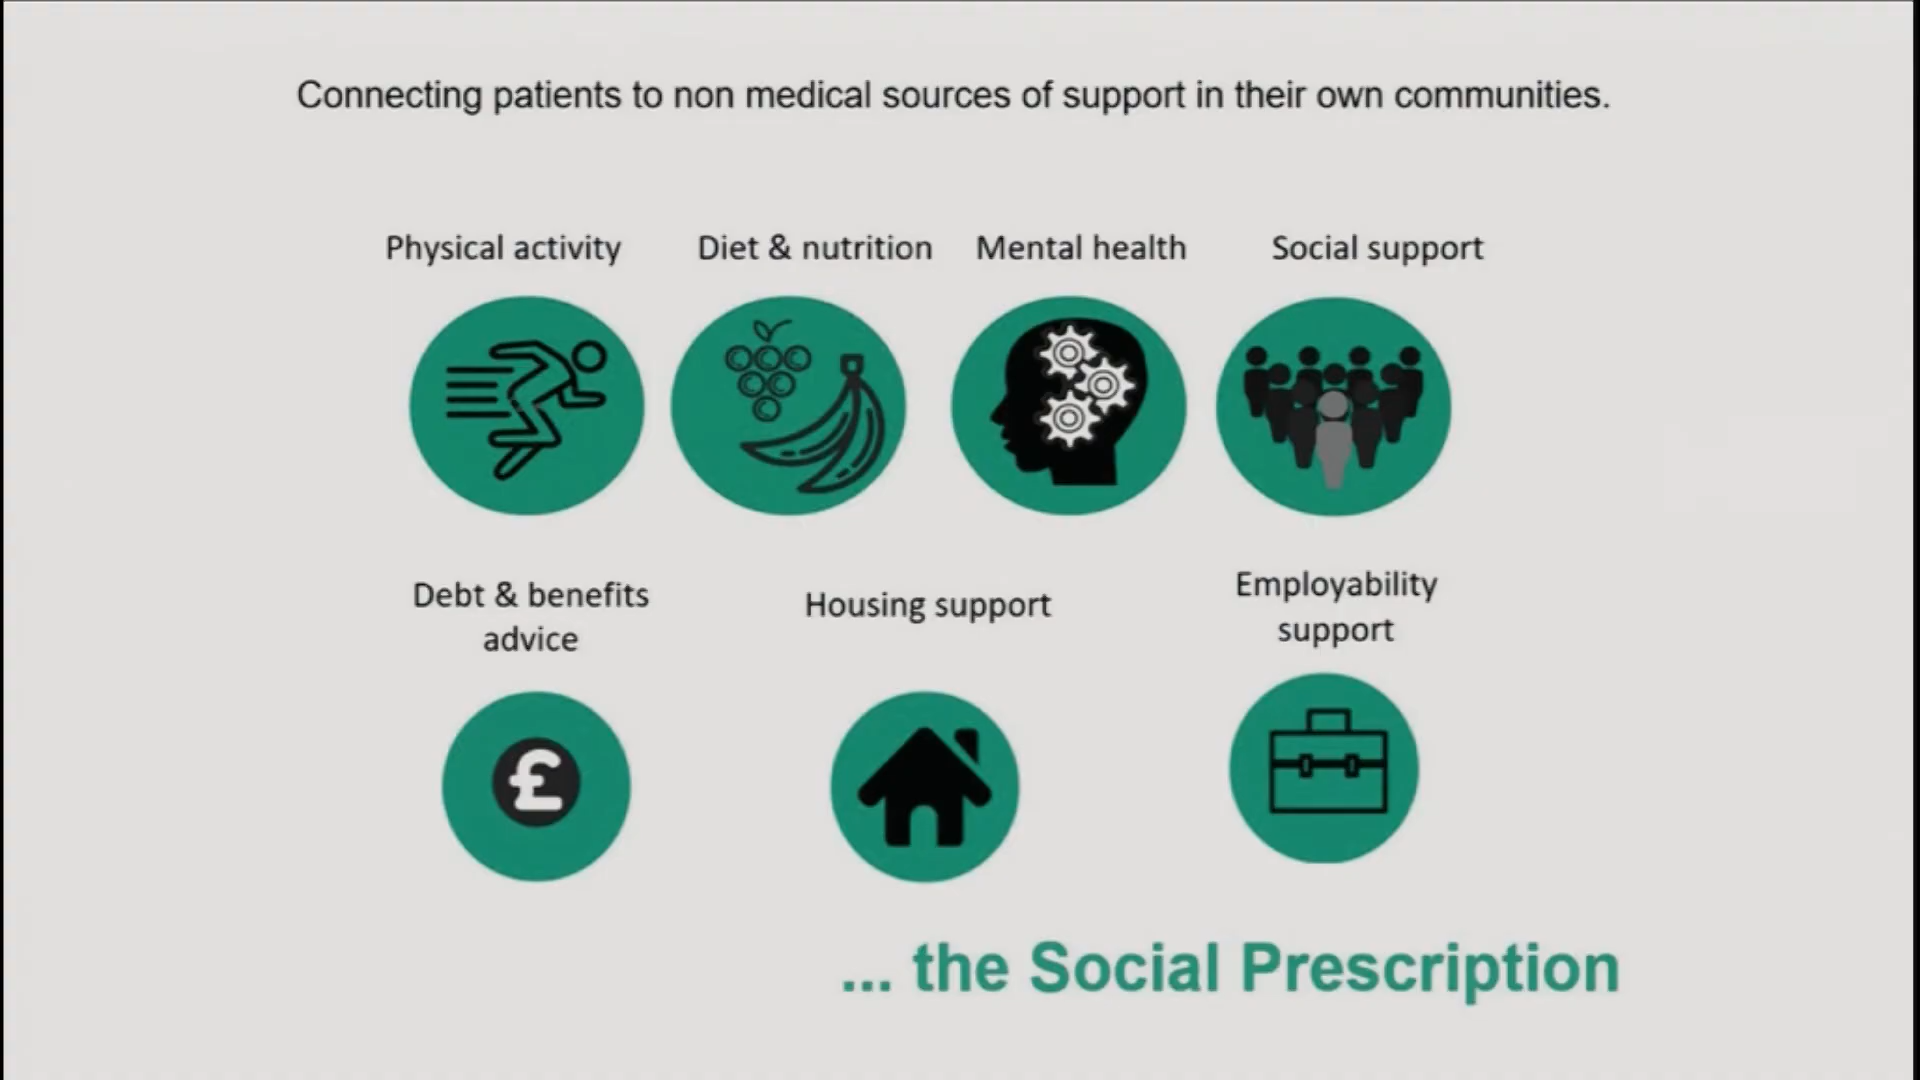 Connecting patients to non medical sources of support in their own communities.
Physical activity
Diet & nutrition
Mental health
Social support
Debt & benefits
advice
£
Housing support
Employability
support
... the Social Prescription